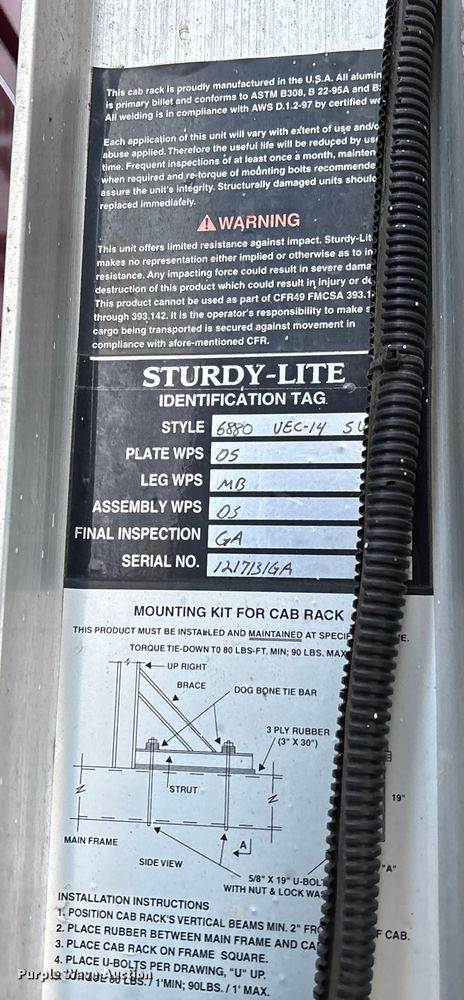 This cab rack is proudly manufactured in the U.S.A. All alumin
is primary billet and conforms to ASTM B308, B 22-95A and B2
All welding is in compliance with AWS D.1.2-97 by certified we
Each application of this unit will vary with extent of use and/o
abuse applied. Therefore the useful life will be reduced by use
time. Frequent inspections of at least once a month, mainten
when required and re-torque of mounting bolts recommende
assure the unit's integrity. Structurally damaged units should
replaced immediately.
WARNING
This unit offers limited resistance against impact. Sturdy-Lit
makes no representation either implied or otherwise as to im
resistance. Any impacting force could result in severe dama
destruction of this product which could result in injury or de
This product cannot be used as part of CFR49 FMCSA 393.1
through 393.142. It is the operator's responsibility to make s
cargo being transported is secured against movement in
compliance with afore-mentioned CFR.
STURDY-LITE
IDENTIFICATION TAG
STYLE 6880 VEC-14 SU
PLATE WPS OS
LEG WPS MB
ASSEMBLY WPS OS
FINAL INSPECTION GA
SERIAL NO. 121713IGA
MOUNTING KIT FOR CAB RACK
THIS PRODUCT MUST BE INSTALLED AND MAINTAINED AT SPECIF
TORQUE TIE-DOWN TO 80 LBS-FT. MIN; 90 LBS. MAX
UP RIGHT
BRACE
DOG BONE TIE BAR
3 PLY RUBBER
(3" X 30")
STRUT
19"
MAIN FRAME
A
"A"
SIDE VIEW
5/8" X 19" U-BOLT
WITH NUT & LOCK WAS
INSTALLATION INSTRUCTIONS
1. POSITION CAB RACK'S VERTICAL BEAMS MIN. 2" FR OF CAB.
2. PLACE RUBBER BETWEEN MAIN FRAME AND CA
3. PLACE CAB RACK ON FRAME SQUARE.
4. PLACE U-BOLTS PER DRAWING, "U" UP.
80 LBS./1'MIN; 90LBS. / 1' MAX.
Purple Wave Auction